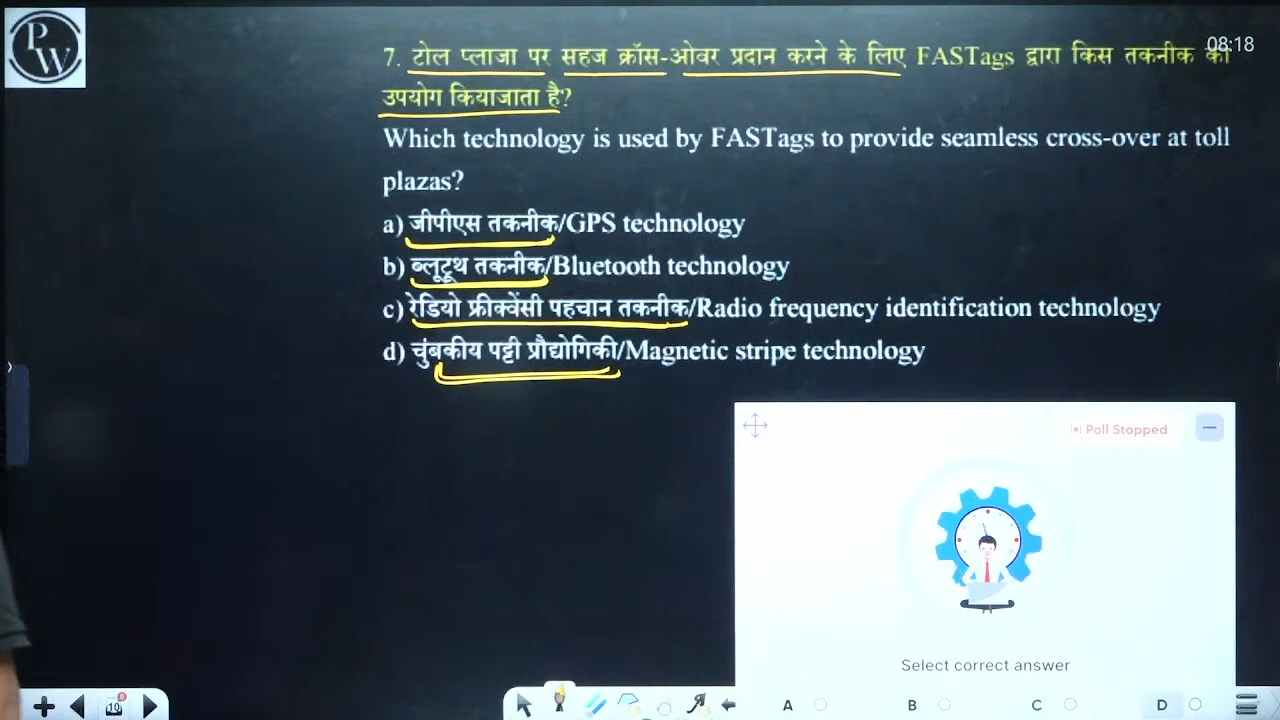 PW
08:18
7. टोल प्लाजा पर सहज क्रॉस-ओवर प्रदान करने के लिए FASTags द्वारा किस तकनीक का
उपयोग कियाजाता है?
Which technology is used by FASTags to provide seamless cross-over at toll
plazas?
a) जीपीएस तकनीक/GPS technology
b) ब्लूटूथ तकनीक/Bluetooth technology
c) रेडियो फ्रीक्वेंसी पहचान तकनीक/Radio frequency identification technology
d) चुंबकीय पट्टी प्रौद्योगिकी/Magnetic stripe technology
Poll Stopped
Select correct answer
10
A B C D